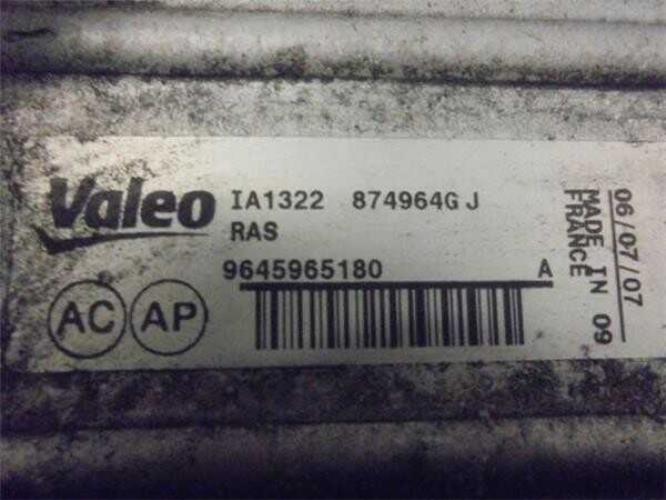 Valeo
IA1322 874964G J
RAS
9645965180 A
AC AP
MADE IN 09
FRANCE
06/07/07